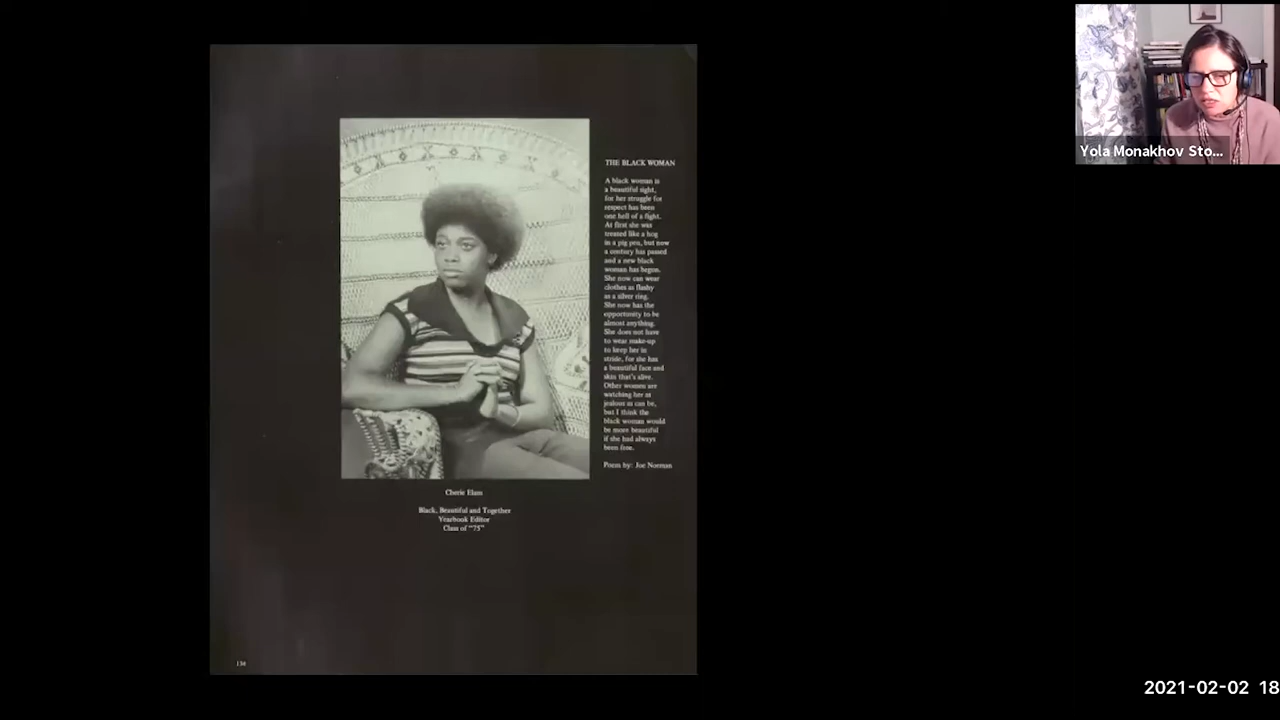 THE BLACK WOMAN
A black woman is
a beautiful sight,
for her struggle for
respect has been
one hell of a fight.
At first she was
treated like a hog
in a pig pen, but now
a century has passed
and a new black
woman has begun.
She now can wear
clothes as flashy
as a silver ring.
She now has the
opportunity to be
almost anything.
She does not have
to wear make-up
to keep her in
stride, for she has
a beautiful face and
skin that's alive.
Other women are
watching her as
jealous as can be,
but I think the
black woman would
be more beautiful
if she had always
been free.
Poem by: Joe Norman
Cherie Elam
Black, Beautiful and Together
Yearbook Editor
Class of "75"
134
Yola Monakhov Sto...
2021-02-02 18